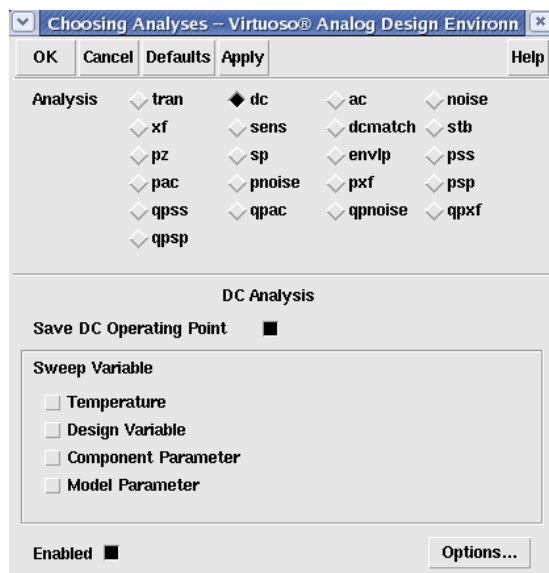 Choosing Analyses -- Virtuoso® Analog Design Environn
OK Cancel Defaults Apply Help
Analysis tran dc ac noise
xf sens dcmatch stb
pz sp envlp pss
pac pnoise pxf psp
qpss qpac qpnoise qpxf
qpsp
DC Analysis
Save DC Operating Point
Sweep Variable
Temperature
Design Variable
Component Parameter
Model Parameter
Enabled Options...